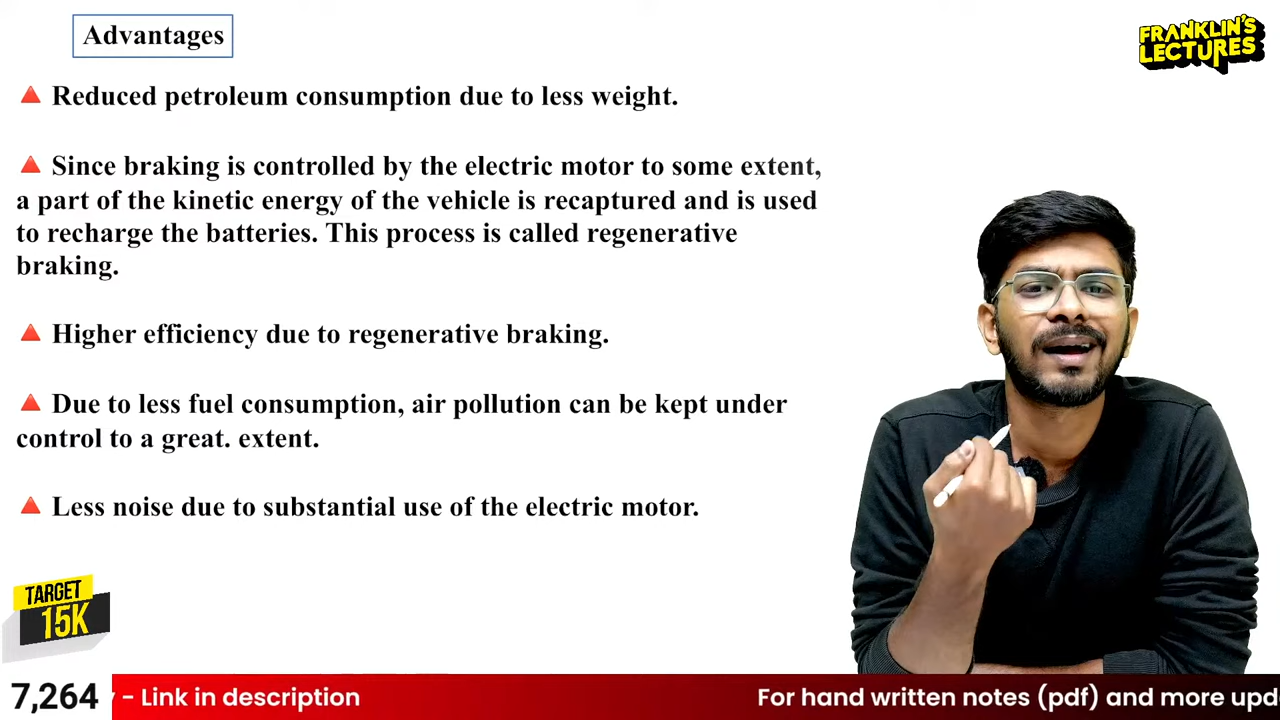 Advantages
FRANKLIN'S
LECTURES
🔺 Reduced petroleum consumption due to less weight.
🔺 Since braking is controlled by the electric motor to some extent,
a part of the kinetic energy of the vehicle is recaptured and is used
to recharge the batteries. This process is called regenerative
braking.
🔺 Higher efficiency due to regenerative braking.
🔺 Due to less fuel consumption, air pollution can be kept under
control to a great. extent.
🔺 Less noise due to substantial use of the electric motor.
TARGET
15K
7,264
- Link in description
For hand written notes (pdf) and more upd